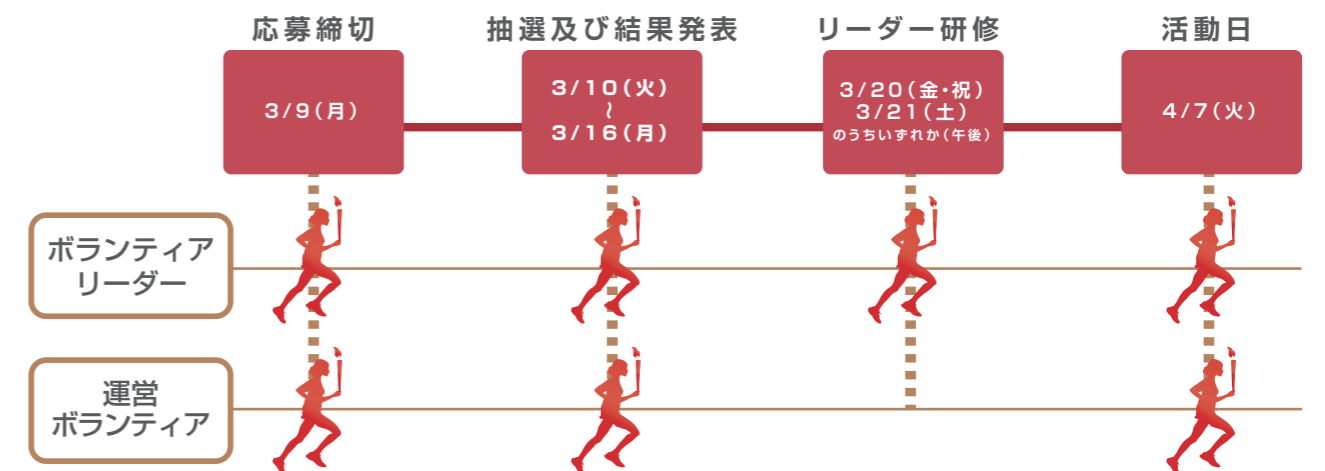 応募締切
抽選及び結果発表
リーダー研修
活動日
3/9(月)
3/10(火)
~
3/16(月)
3/20(金・祝)
3/21(土)
のうちいずれか(午後)
4/7(火)
ボランティア
リーダー
運営
ボランティア